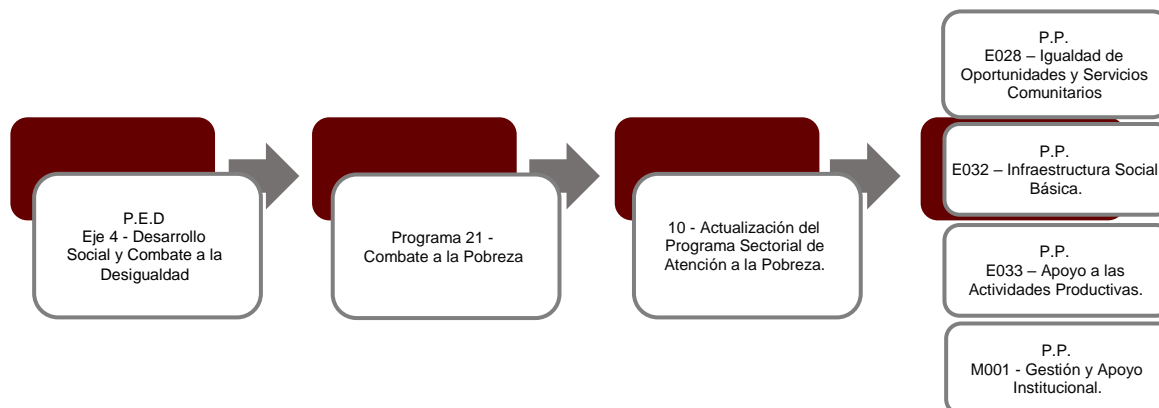 P.E.D
Eje 4 - Desarrollo
Social y Combate a la
Desigualdad
Programa 21 -
Combate a la Pobreza
10 - Actualización del
Programa Sectorial de
Atención a la Pobreza.
P.P.
E028 – Igualdad de
Oportunidades y Servicios
Comunitarios
P.P.
E032 – Infraestructura Social
Básica.
P.P.
E033 – Apoyo a las
Actividades Productivas.
P.P.
M001 - Gestión y Apoyo
Institucional.